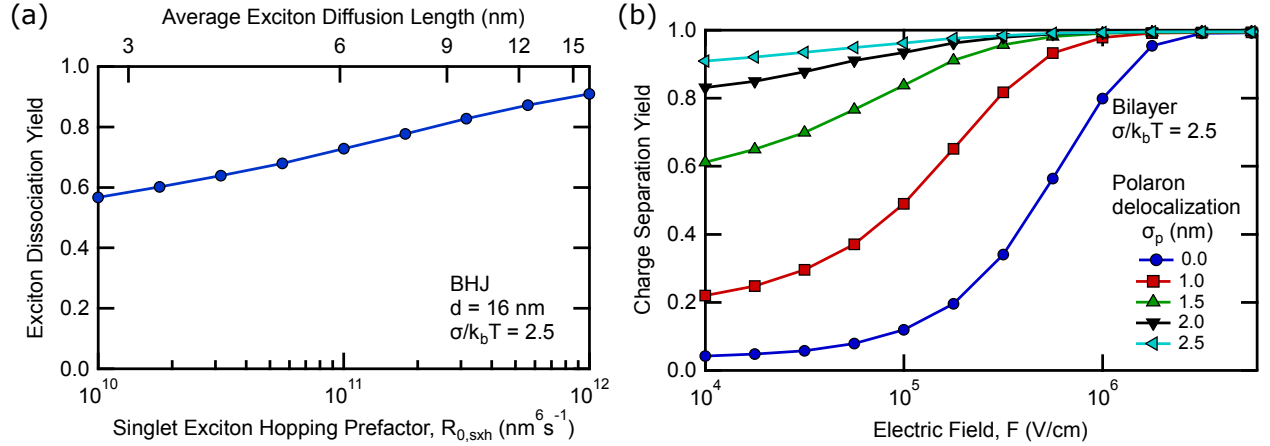 (a)
Average Exciton Diffusion Length (nm)
3 6 9 12 15
1.0
0.8
0.6
0.4
0.2
0.0
Exciton Dissociation Yield
BHJ
d = 16 nm
σ/k_bT = 2.5
10^10 10^11 10^12
Singlet Exciton Hopping Prefactor, R_0,sxh (nm^6 s^-1)
(b)
1.0
0.8
0.6
0.4
0.2
0.0
Charge Separation Yield
Bilayer
σ/k_bT = 2.5
Polaron
delocalization
σ_p (nm)
0.0
1.0
1.5
2.0
2.5
10^4 10^5 10^6
Electric Field, F (V/cm)